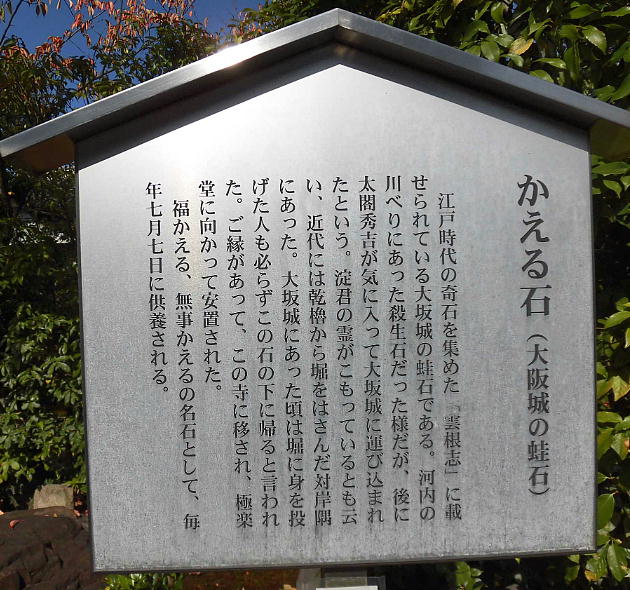 かえる石（大阪城の蛙石）
江戸時代の奇石を集めた「雲根志」に載
せられている大坂城の蛙石である。河内の
川べりにあった殺生石だった様だが、後に
太閤秀吉が気に入って大坂城に運び込まれ
たという。淀君の霊がこもっているとも云
い、近代には乾櫓から堀をはさんだ対岸隅
にあった。大坂城にあった頃は堀に身を投
げた人も必らずこの石の下に帰ると言われ
た。ご縁があって、この寺に移され、極楽
堂に向かって安置された。
福かえる、無事かえるの名石として、毎
年七月七日に供養される。